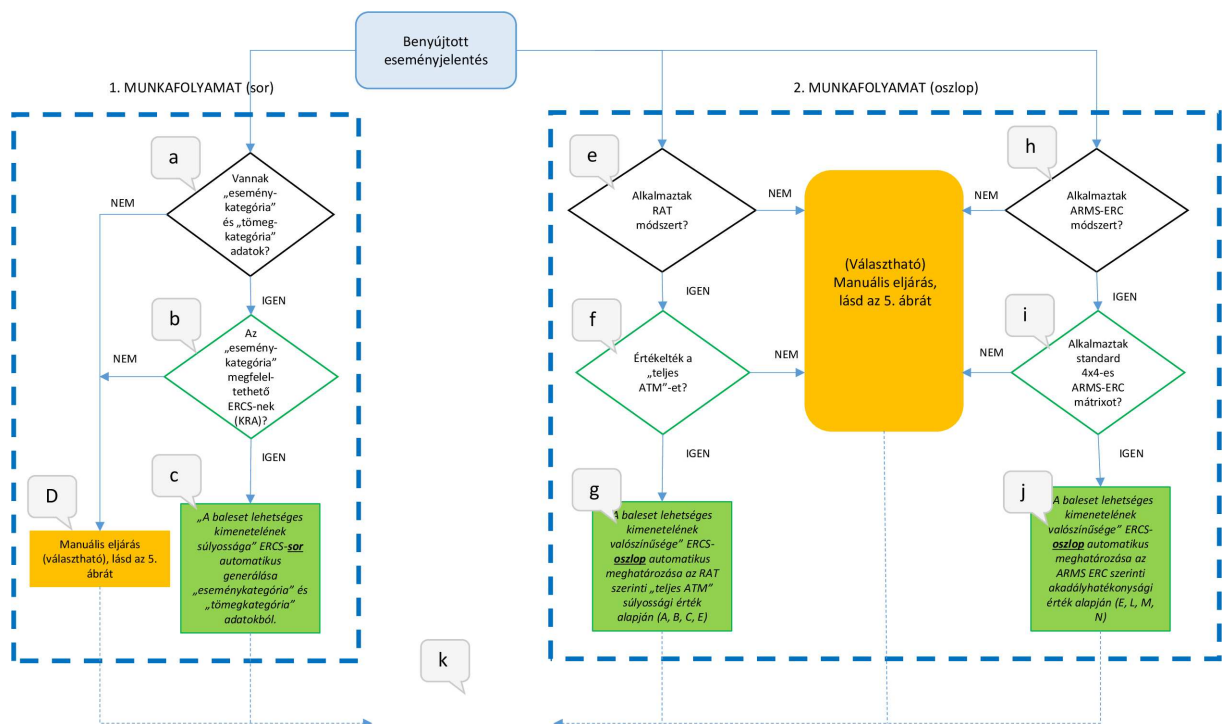 Benyújtott
eseményjelentés
1. MUNKAFOLYAMAT (sor)
a
Vannak
„esemény-
kategória”
és „tömeg-
kategória”
adatok?
NEM
IGEN
b
Az
„esemény-
kategória”
megfelel-
tethető
ERCS-nek
(KRA)?
NEM
IGEN
D
Manuális eljárás
(választható), lásd az 5.
ábrát
c
„A baleset lehetséges
kimenetelének
súlyossága” ERCS-sor
automatikus
generálása
„eseménykategória” és
„tömegkategória”
adatokból.
2. MUNKAFOLYAMAT (oszlop)
e
Alkalmaztak
RAT
módszert?
NEM
IGEN
f
Értékelték a
„teljes
ATM”-et?
NEM
IGEN
g
„A baleset lehetséges
kimenetelének
valószínűsége” ERCS-
oszlop automatikus
meghatározása az RAT
szerinti „teljes ATM”
súlyossági érték
alapján (A, B, C, E)
(Választható)
Manuális eljárás,
lásd az 5. ábrát
h
Alkalmaztak
ARMS-ERC
módszert?
NEM
IGEN
i
Alkalmaztak
standard
4x4-es
ARMS-ERC
mátrixot?
NEM
IGEN
j
„A baleset lehetséges
kimenetelének
valószínűsége” ERCS-
oszlop automatikus
meghatározása az
ARMS ERC szerinti
akadályhatékonysági
érték alapján (E, L, M,
N)
k